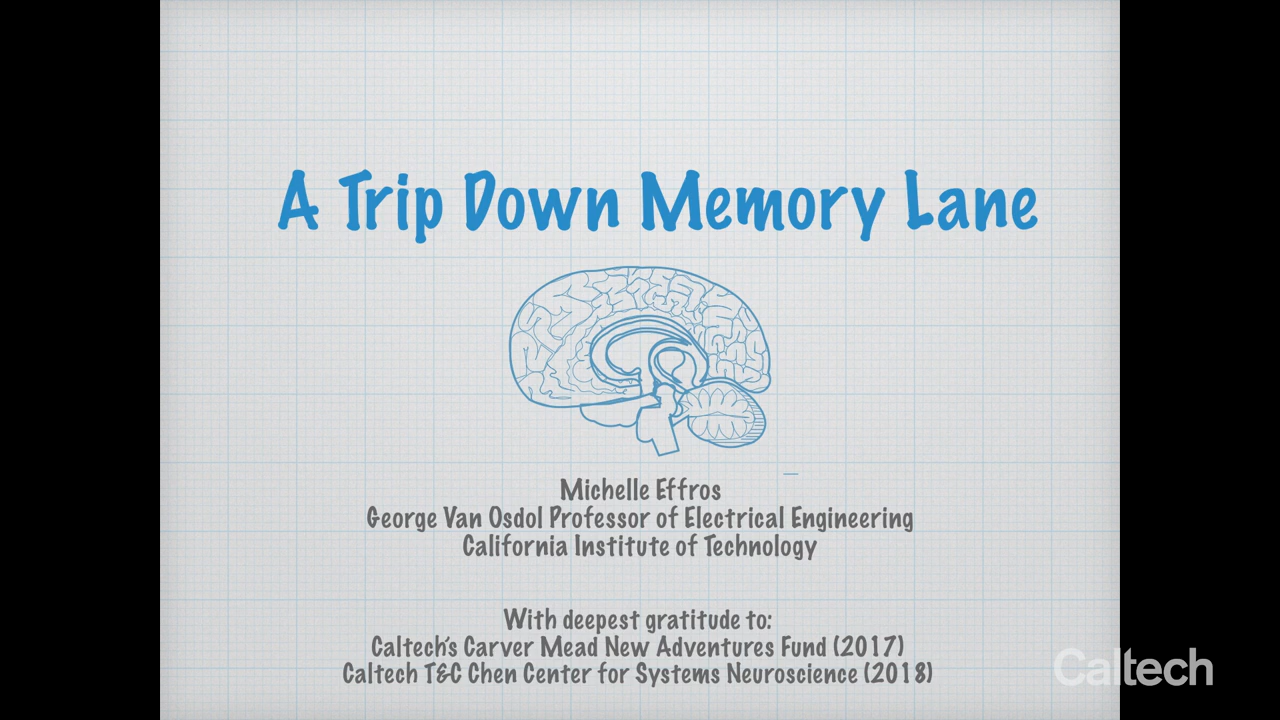 A Trip Down Memory Lane
Michelle Effros
George Van Osdol Professor of Electrical Engineering
California Institute of Technology
With deepest gratitude to:
Caltech's Carver Mead New Adventures Fund (2017)
Caltech T&C Chen Center for Systems Neuroscience (2018)
Caltech